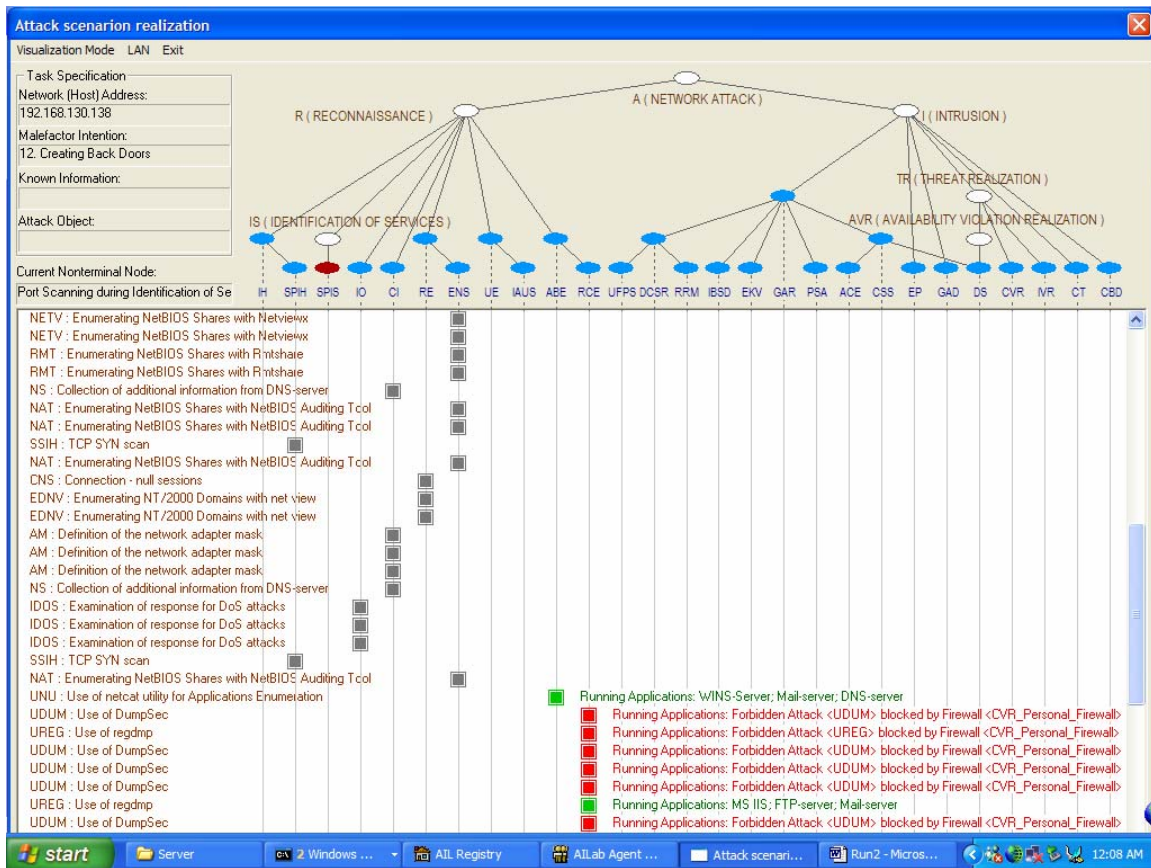 Attack scenarion realization
Visualization Mode LAN Exit
Task Specification
Network (Host) Address:
192.168.130.138
Malefactor Intention:
12. Creating Back Doors
Known Information:
Attack Object:
Current Nonterminal Node:
Port Scanning during Identification of Se
A ( NETWORK ATTACK )
R ( RECONNAISSANCE )
I ( INTRUSION )
TR ( THREAT REALIZATION )
IS ( IDENTIFICATION OF SERVICES )
AVR ( AVAILABILITY VIOLATION REALIZATION )
IH SPIH SPIS IO CI RE ENS UE IAUS ABE RCE UFPS DCSR RRM IBSD EKV GAR PSA ACE CSS EP GAD DS CVR IVR CT CBD
NETV : Enumerating NetBIOS Shares with Netviewx
NETV : Enumerating NetBIOS Shares with Netviewx
RMT : Enumerating NetBIOS Shares with Rmtshare
RMT : Enumerating NetBIOS Shares with Rmtshare
NS : Collection of additional information from DNS-server
NAT : Enumerating NetBIOS Shares with NetBIOS Auditing Tool
NAT : Enumerating NetBIOS Shares with NetBIOS Auditing Tool
SSIH : TCP SYN scan
NAT : Enumerating NetBIOS Shares with NetBIOS Auditing Tool
CNS : Connection - null sessions
EDNV : Enumerating NT/2000 Domains with net view
EDNV : Enumerating NT/2000 Domains with net view
AM : Definition of the network adapter mask
AM : Definition of the network adapter mask
AM : Definition of the network adapter mask
NS : Collection of additional information from DNS-server
IDOS : Examination of response for DoS attacks
IDOS : Examination of response for DoS attacks
IDOS : Examination of response for DoS attacks
SSIH : TCP SYN scan
NAT : Enumerating NetBIOS Shares with NetBIOS Auditing Tool
UNU : Use of netcat utility for Applications Enumeration Running Applications: WINS-Server; Mail-server; DNS-server
UDUM : Use of DumpSec Running Applications: Forbidden Attack <UDUM> blocked by Firewall <CVR_Personal_Firewall>
UREG : Use of regdmp Running Applications: Forbidden Attack <UREG> blocked by Firewall <CVR_Personal_Firewall>
UDUM : Use of DumpSec Running Applications: Forbidden Attack <UDUM> blocked by Firewall <CVR_Personal_Firewall>
UDUM : Use of DumpSec Running Applications: Forbidden Attack <UDUM> blocked by Firewall <CVR_Personal_Firewall>
UDUM : Use of DumpSec Running Applications: Forbidden Attack <UDUM> blocked by Firewall <CVR_Personal_Firewall>
UREG : Use of regdmp Running Applications: MS IIS; FTP-server; Mail-server
UDUM : Use of DumpSec Running Applications: Forbidden Attack <UDUM> blocked by Firewall <CVR_Personal_Firewall>
start Server 2 Windows ... AIL Registry AILab Agent ... Attack scenari... Run2 - Micros... 12:08 AM